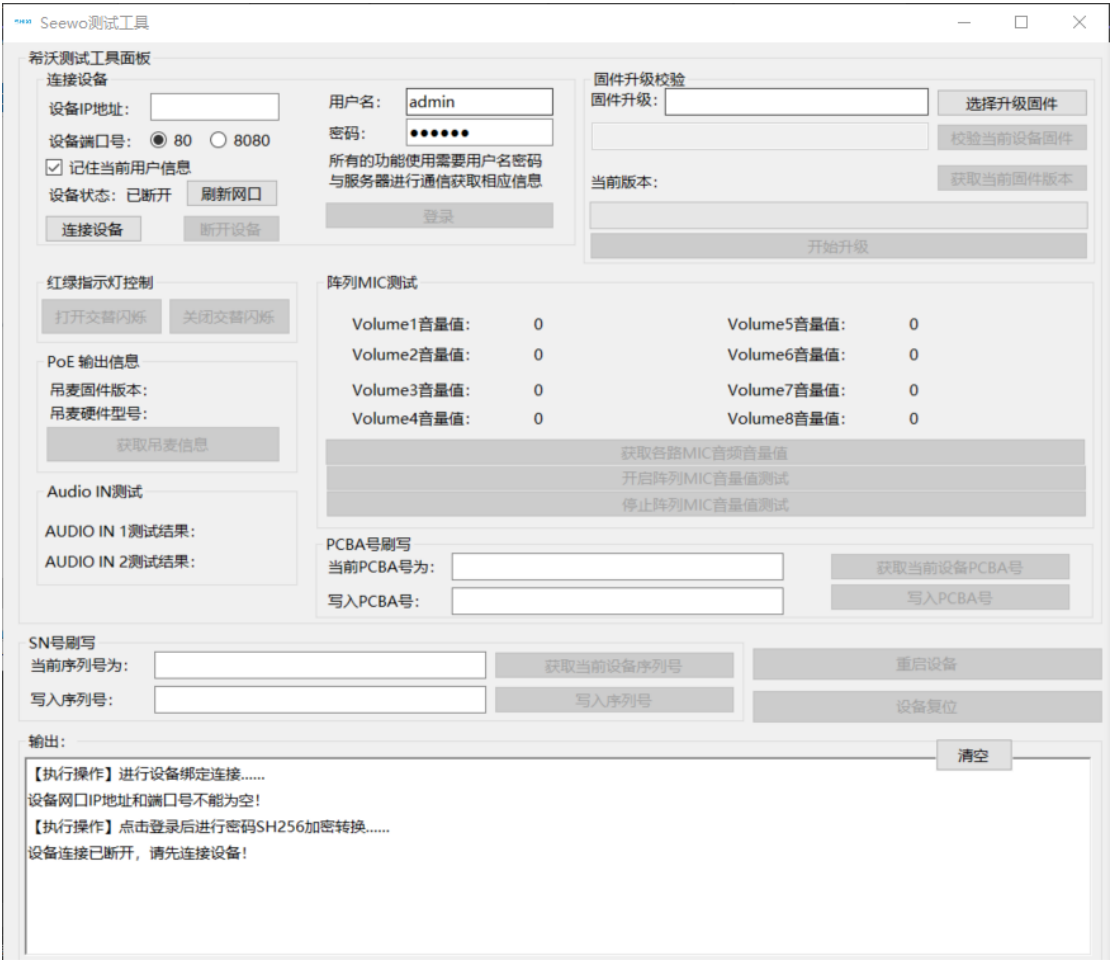 Seewo测试工具
希沃测试工具面板
连接设备
设备IP地址：
设备端口号： 80 8080
记住当前用户信息
设备状态：已断开 刷新网口
连接设备 断开设备
用户名： admin
密码： ●●●●●●
所有的功能使用需要用户名密码
与服务器进行通信获取相应信息
登录
固件升级校验
固件升级： 选择升级固件
校验当前设备固件
当前版本： 获取当前固件版本
开始升级
红绿指示灯控制
打开交替闪烁 关闭交替闪烁
PoE 输出信息
吊麦固件版本：
吊麦硬件型号：
获取吊麦信息
Audio IN测试
AUDIO IN 1测试结果：
AUDIO IN 2测试结果：
阵列MIC测试
Volume1音量值： 0 Volume5音量值： 0
Volume2音量值： 0 Volume6音量值： 0
Volume3音量值： 0 Volume7音量值： 0
Volume4音量值： 0 Volume8音量值： 0
获取各路MIC音频音量值
开启阵列MIC音量值测试
停止阵列MIC音量值测试
PCBA号刷写
当前PCBA号为： 获取当前设备PCBA号
写入PCBA号： 写入PCBA号
SN号刷写
当前序列号为： 获取当前设备序列号
写入序列号： 写入序列号
重启设备
设备复位
输出： 清空
【执行操作】进行设备绑定连接......
设备网口IP地址和端口号不能为空！
【执行操作】点击登录后进行密码SH256加密转换......
设备连接已断开，请先连接设备！